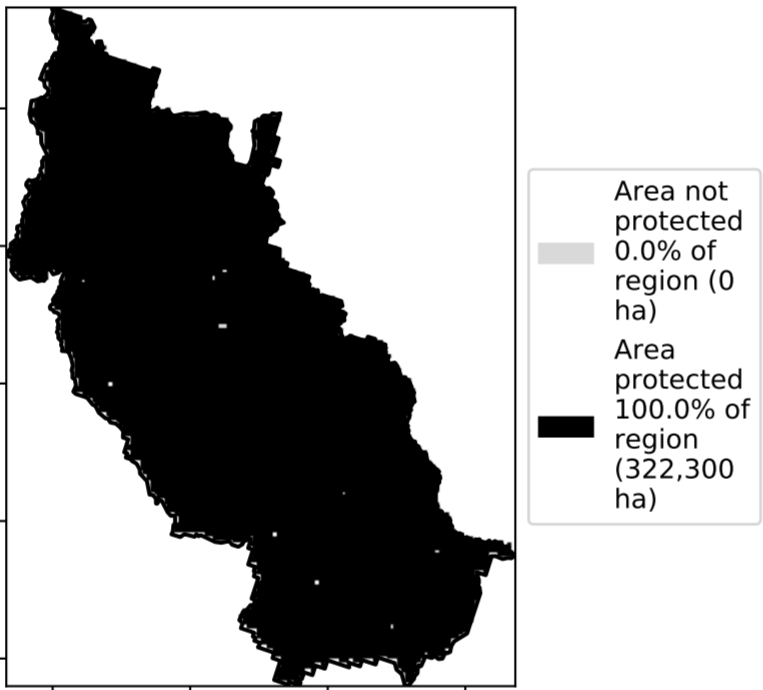 Area not
protected
0.0% of
region (0
ha)
Area
protected
100.0% of
region
(322,300
ha)